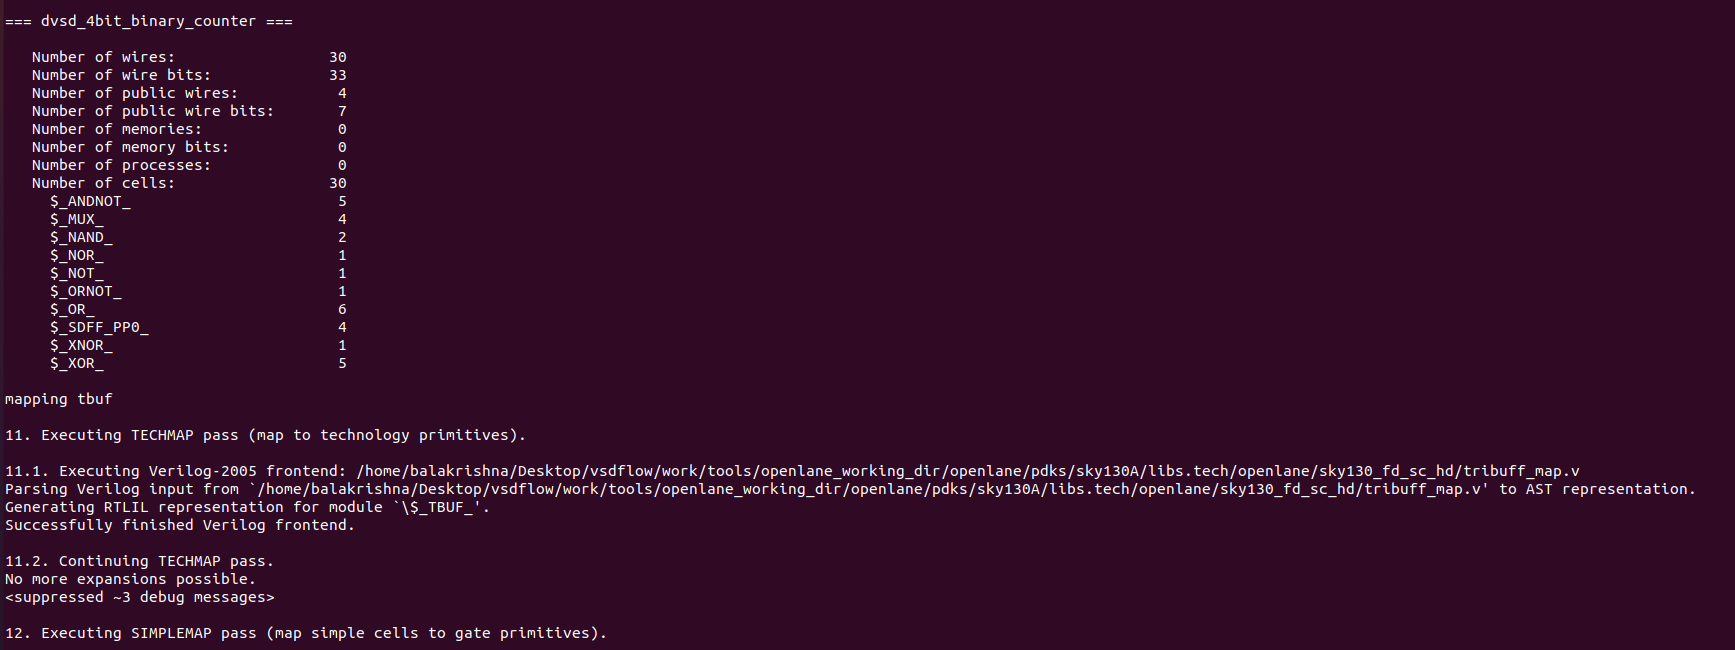 === dvsd_4bit_binary_counter ===
Number of wires: 30
Number of wire bits: 33
Number of public wires: 4
Number of public wire bits: 7
Number of memories: 0
Number of memory bits: 0
Number of processes: 0
Number of cells: 30
$_ANDNOT_ 5
$_MUX_ 4
$_NAND_ 2
$_NOR_ 1
$_NOT_ 1
$_ORNOT_ 1
$_OR_ 6
$_SDFF_PP0_ 4
$_XNOR_ 1
$_XOR_ 5
mapping tbuf
11. Executing TECHMAP pass (map to technology primitives).
11.1. Executing Verilog-2005 frontend: /home/balakrishna/Desktop/vsdflow/work/tools/openlane_working_dir/openlane/pdks/sky130A/libs.tech/openlane/sky130_fd_sc_hd/tribuff_map.v
Parsing Verilog input from `/home/balakrishna/Desktop/vsdflow/work/tools/openlane_working_dir/openlane/pdks/sky130A/libs.tech/openlane/sky130_fd_sc_hd/tribuff_map.v' to AST representation.
Generating RTLIL representation for module `\$_TBUF_'.
Successfully finished Verilog frontend.
11.2. Continuing TECHMAP pass.
No more expansions possible.
<suppressed ~3 debug messages>
12. Executing SIMPLEMAP pass (map simple cells to gate primitives).